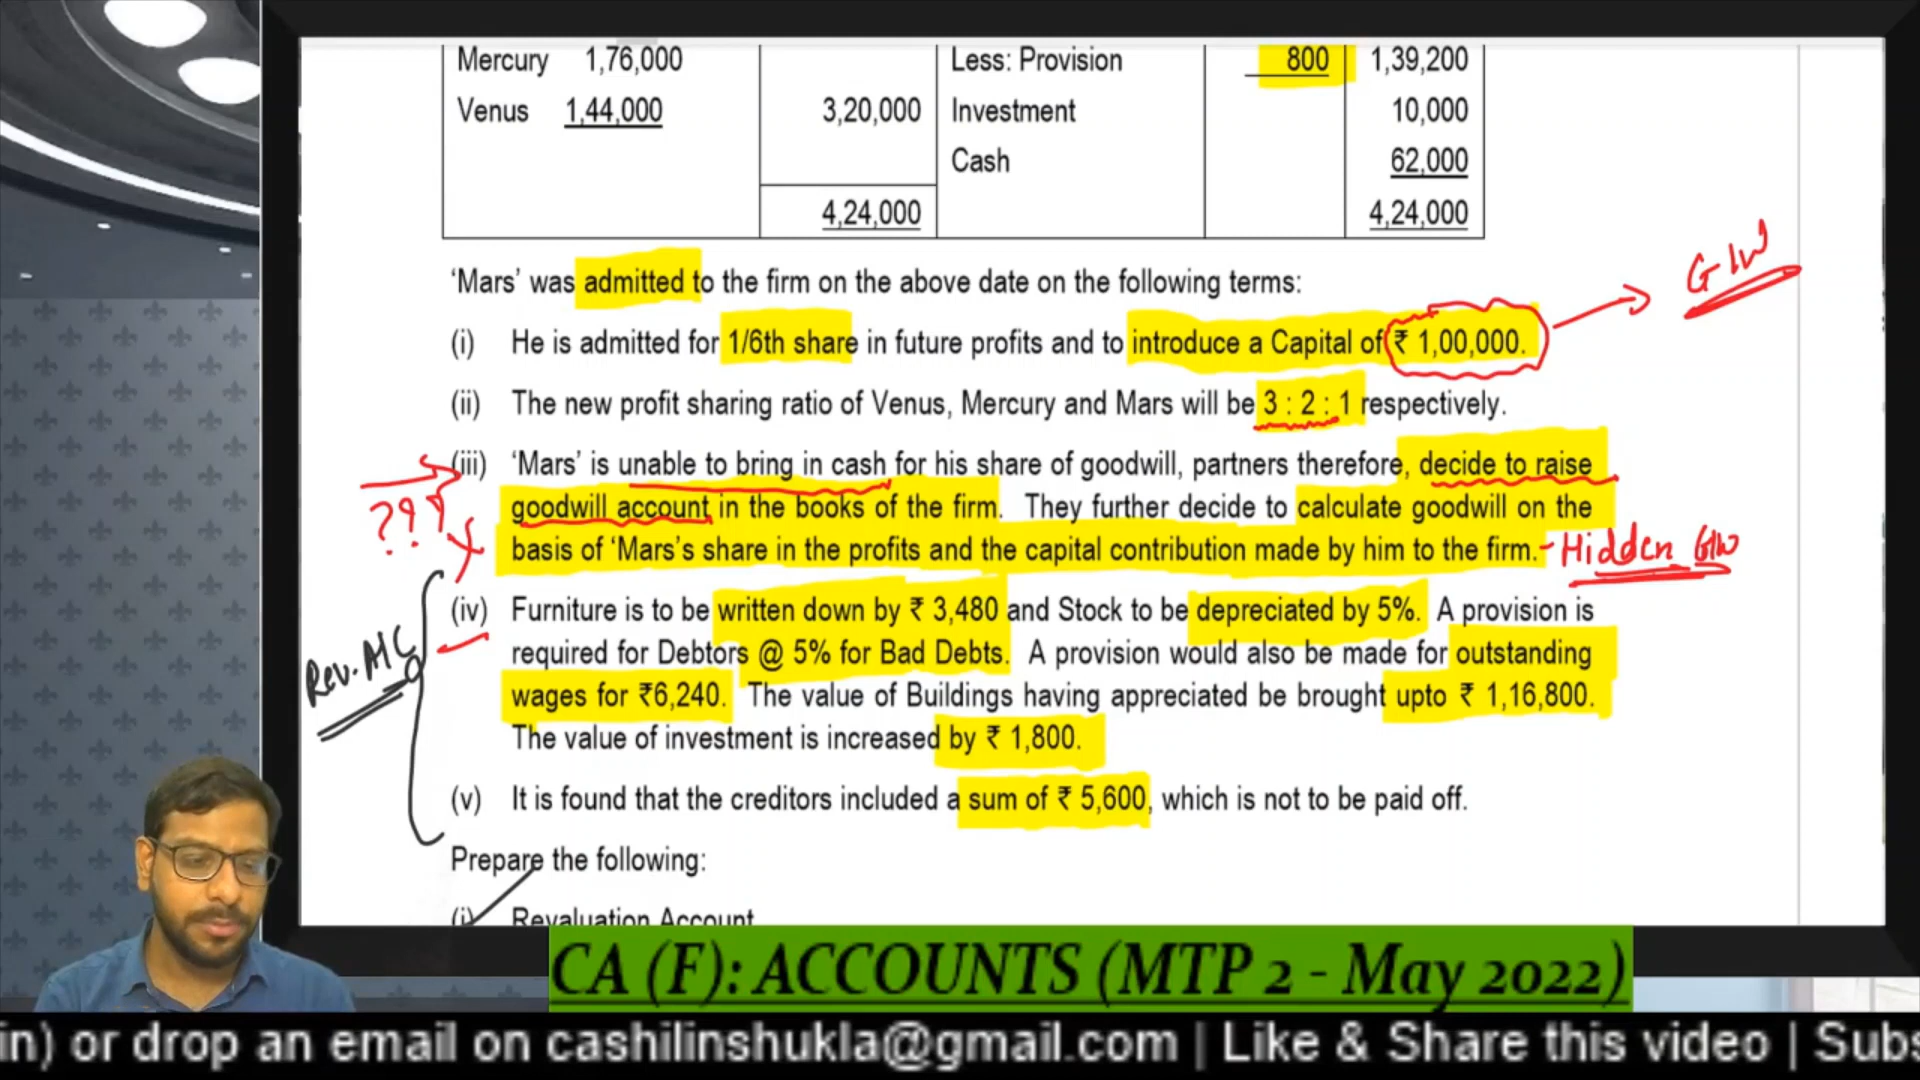 Mercury 1,76,000 Less: Provision 800 1,39,200
Venus 1,44,000 3,20,000 Investment 10,000
Cash 62,000
4,24,000 4,24,000
G/W
‘Mars’ was admitted to the firm on the above date on the following terms:
(i) He is admitted for 1/6th share in future profits and to introduce a Capital of ₹ 1,00,000.
(ii) The new profit sharing ratio of Venus, Mercury and Mars will be 3 : 2 : 1 respectively.
(iii) ‘Mars’ is unable to bring in cash for his share of goodwill, partners therefore, decide to raise
??? goodwill account in the books of the firm. They further decide to calculate goodwill on the
basis of ‘Mars’s share in the profits and the capital contribution made by him to the firm. - Hidden G/W
(iv) Furniture is to be written down by ₹ 3,480 and Stock to be depreciated by 5%. A provision is
required for Debtors @ 5% for Bad Debts. A provision would also be made for outstanding
Rev. A/C wages for ₹6,240. The value of Buildings having appreciated be brought upto ₹ 1,16,800.
The value of investment is increased by ₹ 1,800.
(v) It is found that the creditors included a sum of ₹ 5,600, which is not to be paid off.
Prepare the following:
(i) Revaluation Account
CA (F): ACCOUNTS (MTP 2 - May 2022)
in) or drop an email on cashilinshukla@gmail.com | Like & Share this video | Subs